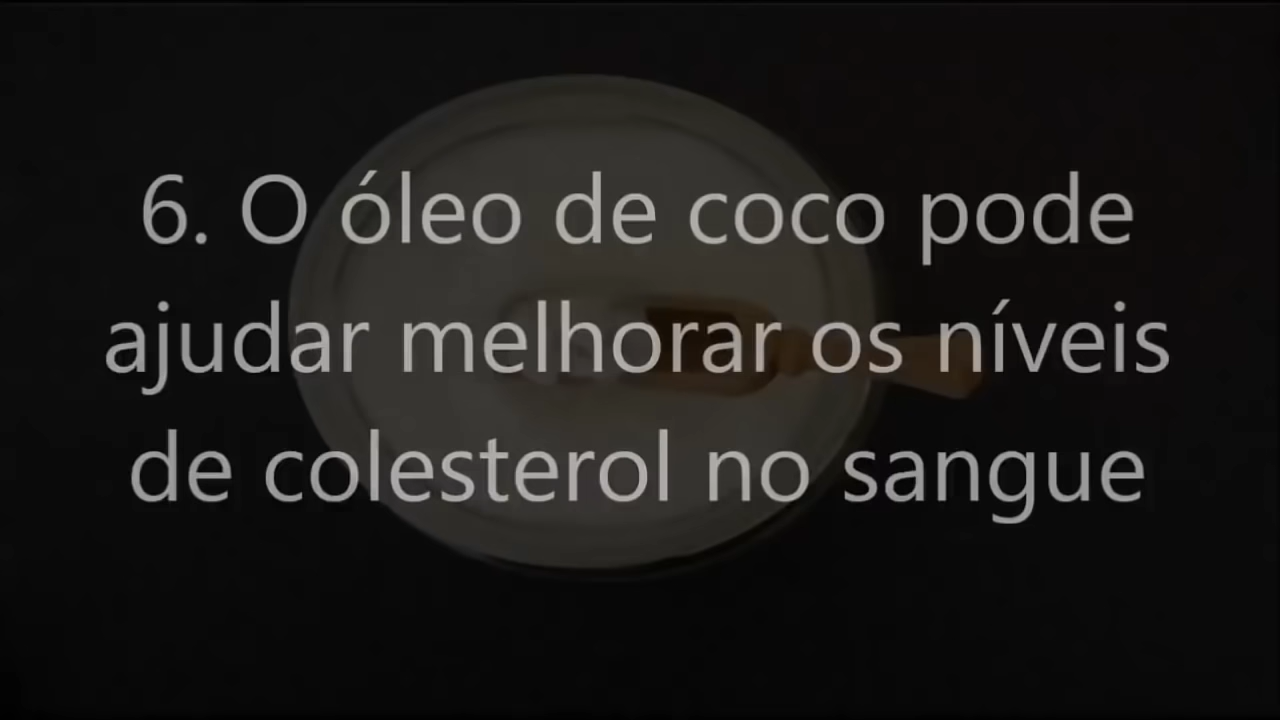 6. O óleo de coco pode
ajudar melhorar os níveis
de colesterol no sangue